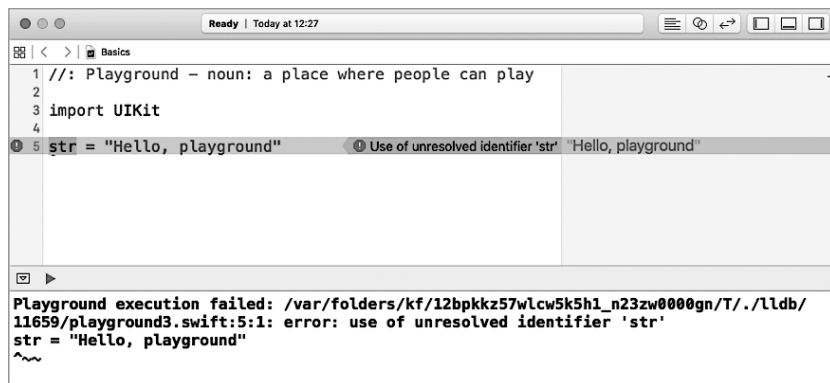 Ready | Today at 12:27
Basics
1 //: Playground – noun: a place where people can play
2
3 import UIKit
4
5 str = "Hello, playground" Use of unresolved identifier 'str' "Hello, playground"
Playground execution failed: /var/folders/kf/12bpkkz57wlcw5k5h1_n23zw0000gn/T/./lldb/
11659/playground3.swift:5:1: error: use of unresolved identifier 'str'
str = "Hello, playground"
^~~